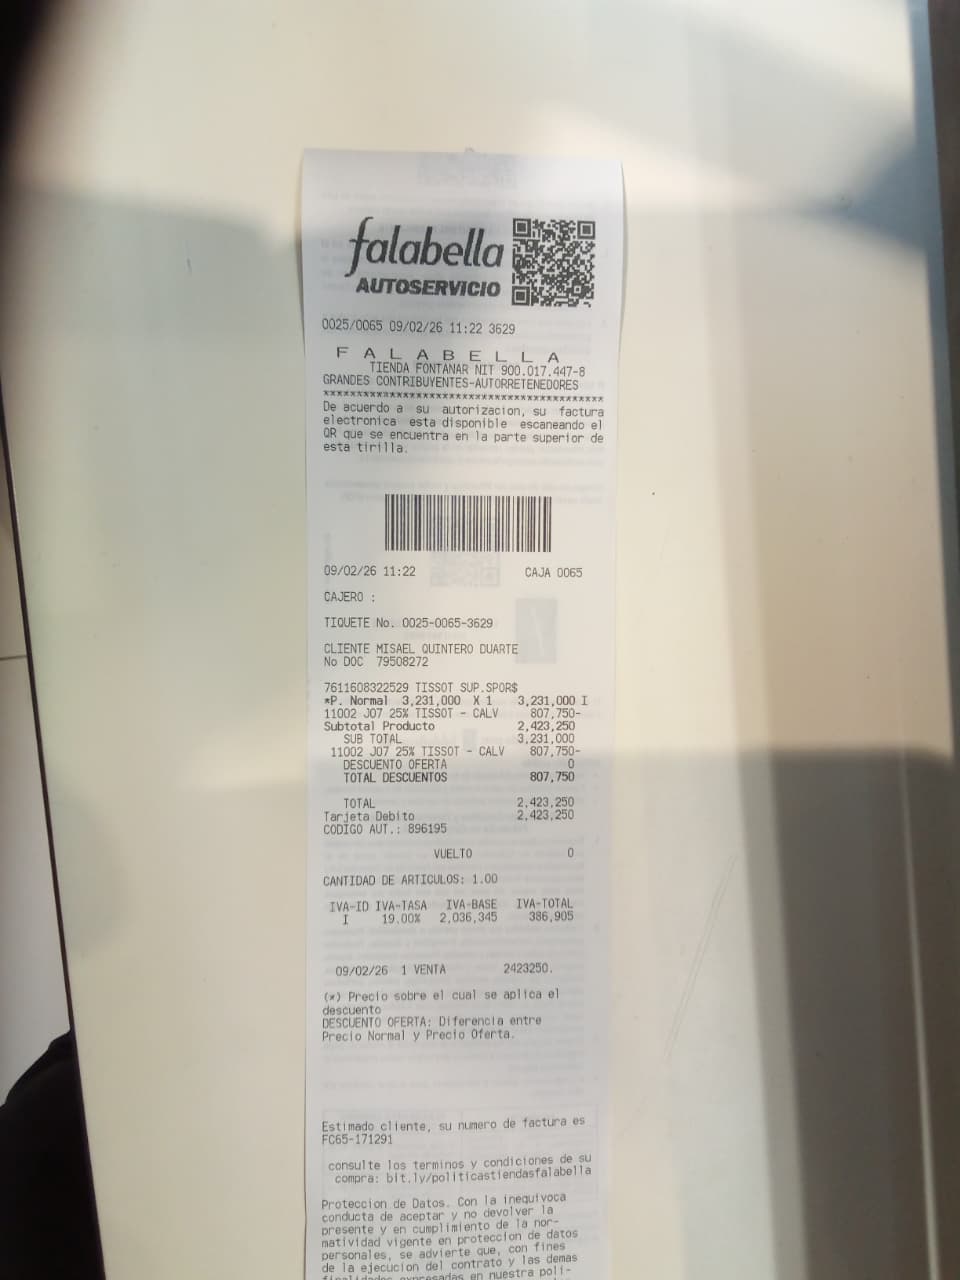 falabella
AUTOSERVICIO
0025/0065 09/02/26 11:22 3629
F A L A B E L L A
TIENDA FONTANAR NIT 900.017.447-8
GRANDES CONTRIBUYENTES-AUTORRETENEDORES
*******************************************
De acuerdo a su autorizacion, su factura
electronica esta disponible escaneando el
QR que se encuentra en la parte superior de
esta tirilla.
09/02/26 11:22 CAJA 0065
CAJERO :
TIQUETE No. 0025-0065-3629
CLIENTE MISAEL QUINTERO DUARTE
No DOC 79508272
7611608322529 TISSOT SUP.SPOR$
*P. Normal 3,231,000 X 1 3,231,000 I
11002 J07 25% TISSOT - CALV 807,750-
Subtotal Producto 2,423,250
SUB TOTAL 3,231,000
11002 J07 25% TISSOT - CALV 807,750-
DESCUENTO OFERTA 0
TOTAL DESCUENTOS 807,750
TOTAL 2,423,250
Tarjeta Debito 2,423,250
CODIGO AUT.: 896195
VUELTO 0
CANTIDAD DE ARTICULOS: 1.00
IVA-ID IVA-TASA IVA-BASE IVA-TOTAL
I 19.00% 2,036,345 386,905
09/02/26 1 VENTA 2423250.
(*) Precio sobre el cual se aplica el
descuento
DESCUENTO OFERTA: Diferencia entre
Precio Normal y Precio Oferta.
Estimado cliente, su numero de factura es
FC65-171291
consulte los terminos y condiciones de su
compra: bit.ly/politicastiendasfalabella
Proteccion de Datos. Con la inequivoca
conducta de aceptar y no devolver la
presente y en cumplimiento de la nor-
matividad vigente en proteccion de datos
personales, se advierte que, con fines
de la ejecucion del contrato y las demas
finalidades expresadas en nuestra poli-